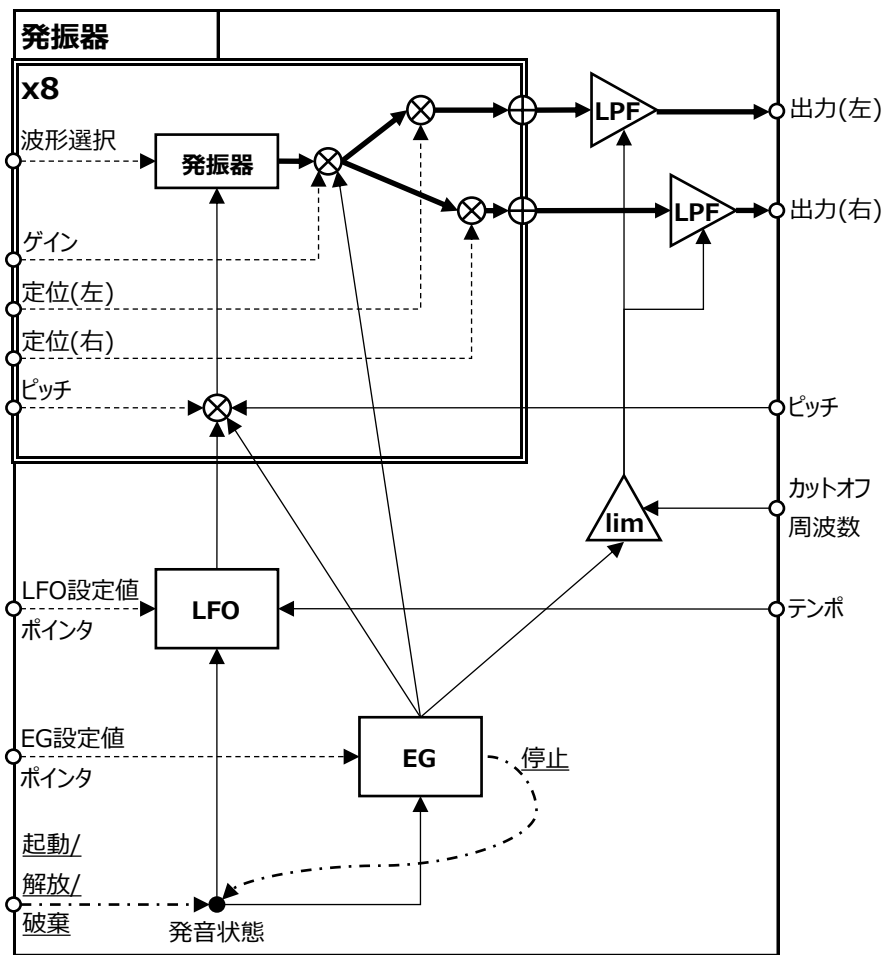 発振器
x8
波形選択
発振器
ゲイン
定位(左)
定位(右)
ピッチ
LPF
出力(左)
LPF
出力(右)
ピッチ
カットオフ
周波数
lim
LFO設定値
ポインタ
LFO
テンポ
EG設定値
ポインタ
EG
停止
起動/
解放/
破棄
発音状態